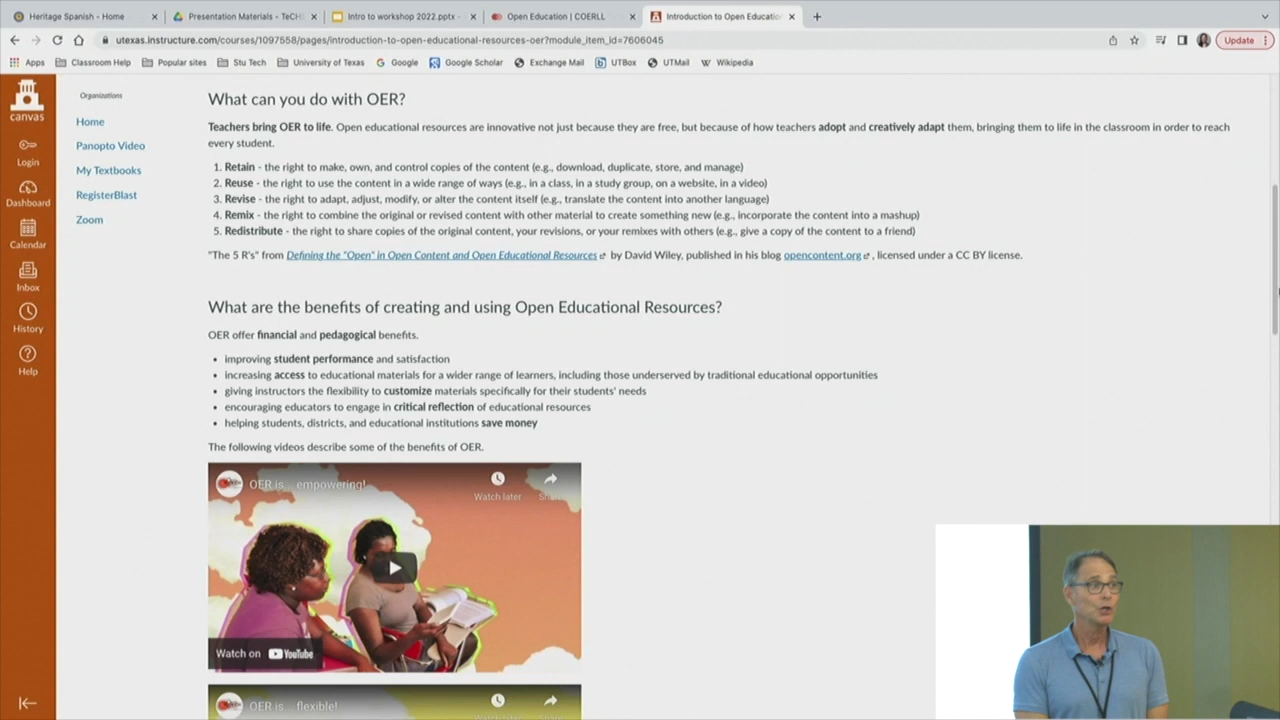 Heritage Spanish - Home
Presentation Materials - TeCH
Intro to workshop 2022.pptx -
Open Education | COERLL
Introduction to Open Educatio
utexas.instructure.com/courses/1097558/pages/introduction-to-open-educational-resources-oer?module_item_id=7606045
Update
Apps
Classroom Help
Popular sites
Stu Tech
University of Texas
Google
Google Scholar
Exchange Mail
UTBox
UTMail
Wikipedia
canvas
Login
Dashboard
Calendar
Inbox
History
Help
Organizations
Home
Panopto Video
My Textbooks
RegisterBlast
Zoom
What can you do with OER?
Teachers bring OER to life. Open educational resources are innovative not just because they are free, but because of how teachers adopt and creatively adapt them, bringing them to life in the classroom in order to reach
every student.
1. Retain - the right to make, own, and control copies of the content (e.g., download, duplicate, store, and manage)
2. Reuse - the right to use the content in a wide range of ways (e.g., in a class, in a study group, on a website, in a video)
3. Revise - the right to adapt, adjust, modify, or alter the content itself (e.g., translate the content into another language)
4. Remix - the right to combine the original or revised content with other material to create something new (e.g., incorporate the content into a mashup)
5. Redistribute - the right to share copies of the original content, your revisions, or your remixes with others (e.g., give a copy of the content to a friend)
"The 5 R's" from Defining the "Open" in Open Content and Open Educational Resources by David Wiley, published in his blog opencontent.org, licensed under a CC BY license.
What are the benefits of creating and using Open Educational Resources?
OER offer financial and pedagogical benefits.
• improving student performance and satisfaction
• increasing access to educational materials for a wider range of learners, including those underserved by traditional educational opportunities
• giving instructors the flexibility to customize materials specifically for their students' needs
• encouraging educators to engage in critical reflection of educational resources
• helping students, districts, and educational institutions save money
The following videos describe some of the benefits of OER.
OER is... empowering!
Watch later
Share
Watch on YouTube
OER is... flexible!
Watch later
Share